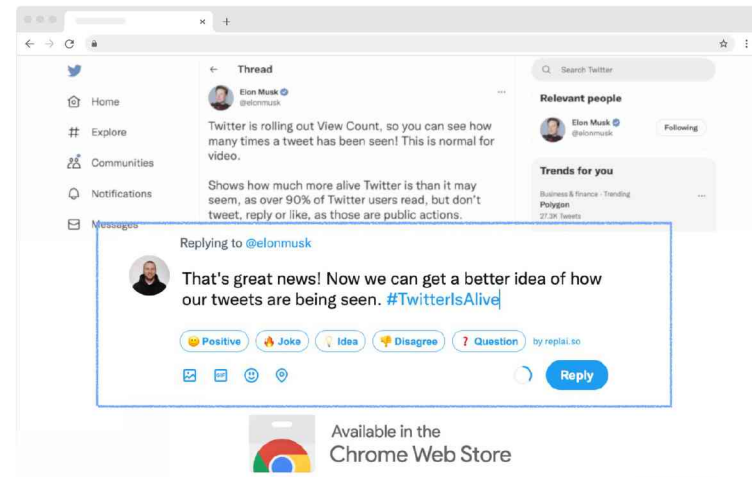 Thread
Elon Musk
@elonmusk
Twitter is rolling out View Count, so you can see how
many times a tweet has been seen! This is normal for
video.
Shows how much more alive Twitter is than it may
seem, as over 90% of Twitter users read, but don't
tweet, reply or like, as those are public actions.
Home
Explore
Communities
Notifications
Messages
Search Twitter
Relevant people
Elon Musk
@elonmusk
Following
Trends for you
Business & finance · Trending
Polygon
27.3K Tweets
Replying to @elonmusk
That's great news! Now we can get a better idea of how
our tweets are being seen. #TwitterIsAlive
Positive
Joke
Idea
Disagree
? Question
by replai.so
GIF
Reply
Available in the
Chrome Web Store